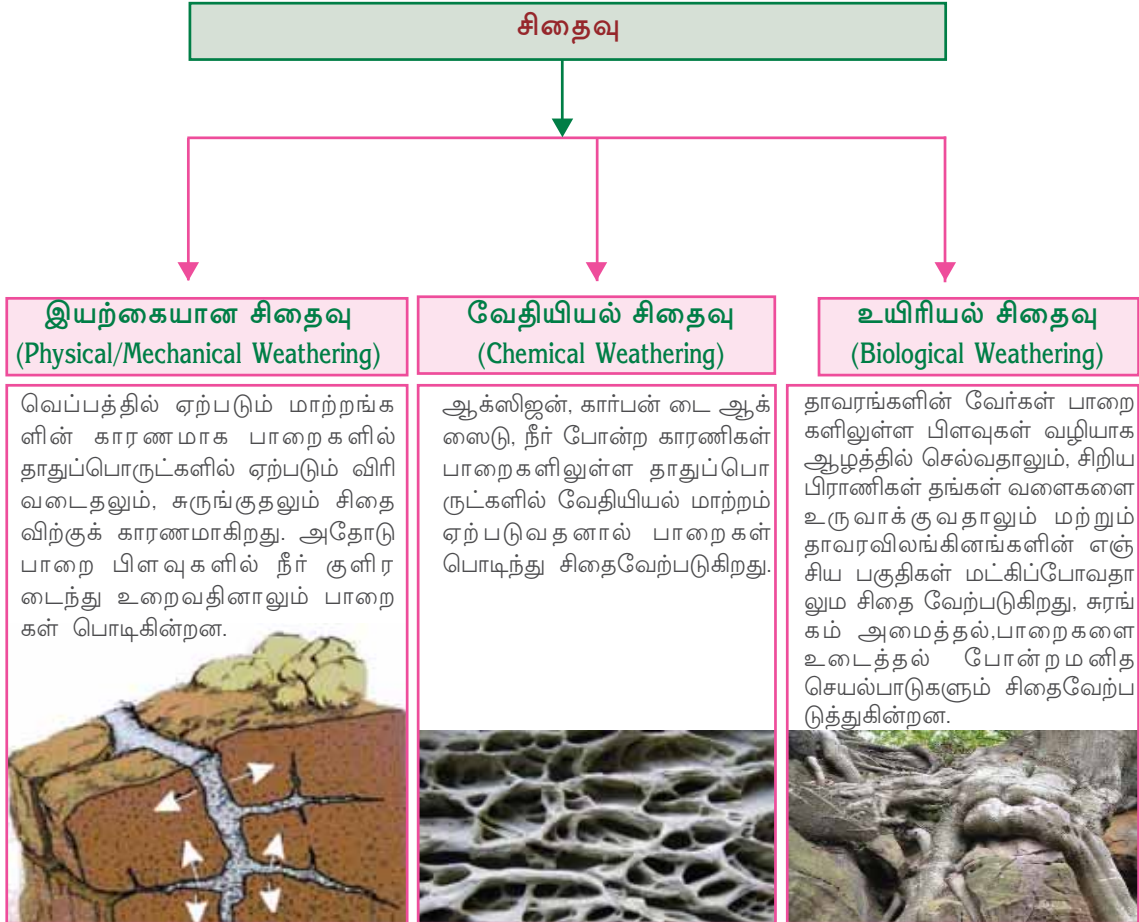 சிதைவு
இயற்கையான சிதைவு
(Physical/Mechanical Weathering)
வெப்பத்தில் ஏற்படும் மாற்றங்க
ளின் காரணமாக பாறைகளில்
தாதுப்பொருட்களில் ஏற்படும் விரி
வடைதலும், சுருங்குதலும் சிதை
விற்குக் காரணமாகிறது. அதோடு
பாறை பிளவுகளில் நீர் குளிர
டைந்து உறைவதினாலும் பாறை
கள் பொடிகின்றன.
வேதியியல் சிதைவு
(Chemical Weathering)
ஆக்ஸிஜன், கார்பன் டை ஆக்
ஸைடு, நீர் போன்ற காரணிகள்
பாறைகளிலுள்ள தாதுப்பொ
ருட்களில் வேதியியல் மாற்றம்
ஏற்படுவதனால் பாறைகள்
பொடிந்து சிதைவேற்படுகிறது.
உயிரியல் சிதைவு
(Biological Weathering)
தாவரங்களின் வேர்கள் பாறை
களிலுள்ள பிளவுகள் வழியாக
ஆழத்தில் செல்வதாலும், சிறிய
பிராணிகள் தங்கள் வளைகளை
உருவாக்குவதாலும் மற்றும்
தாவரவிலங்கினங்களின் எஞ்
சிய பகுதிகள் மட்கிப்போவதா
லும சிதை வேற்படுகிறது, சுரங்
கம் அமைத்தல்,பாறைகளை
உடைத்தல் போன்றமனித
செயல்பாடுகளும் சிதைவேற்ப
டுத்துகின்றன.